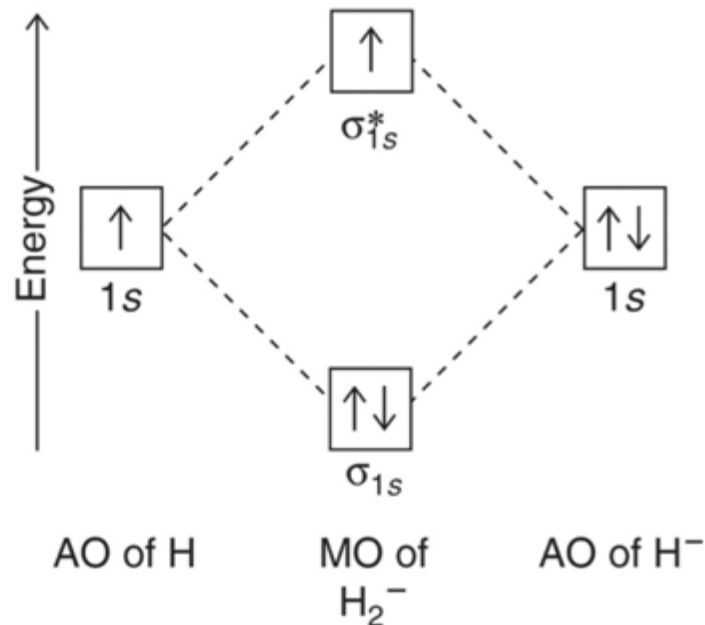 Energy
↑
σ*1s
↑
1s
↑↓
1s
↑↓
σ1s
AO of H
MO of
H2−
AO of H−